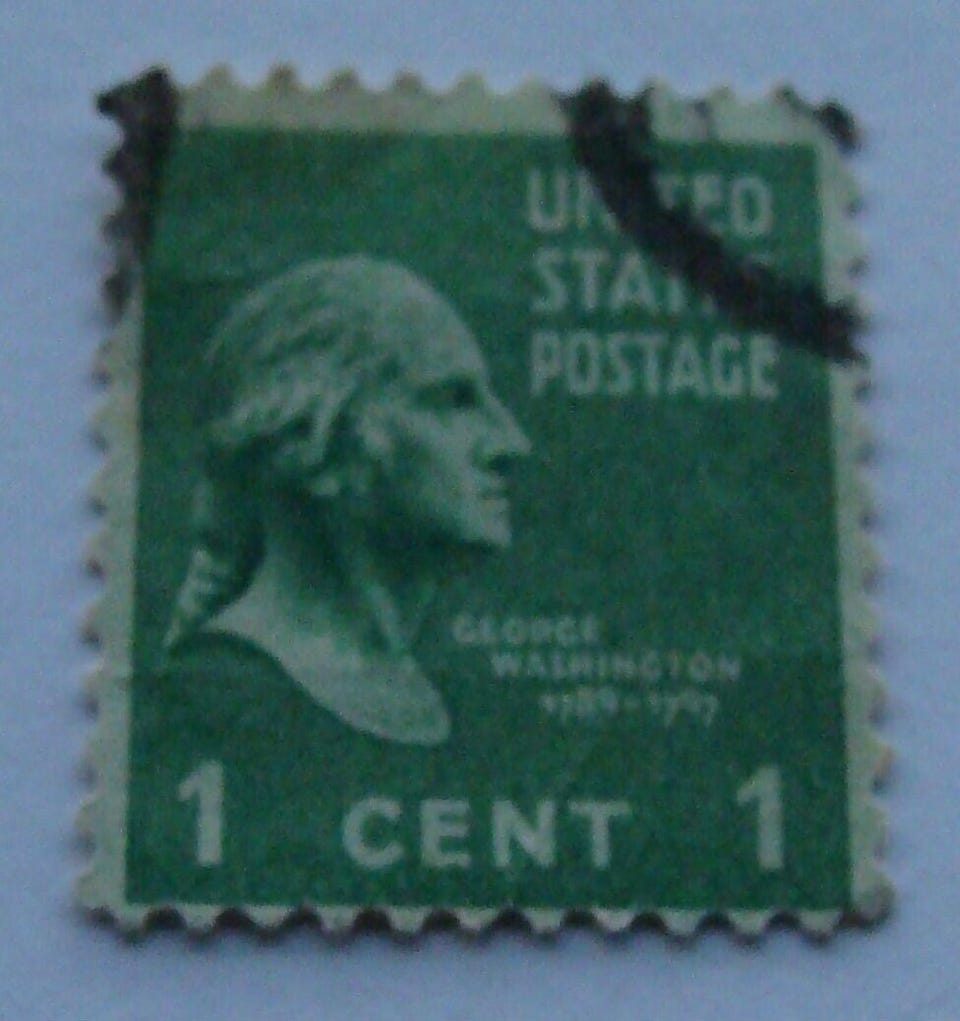 UNITED
STATES
POSTAGE
GEORGE
WASHINGTON
1789-1797
1 CENT 1